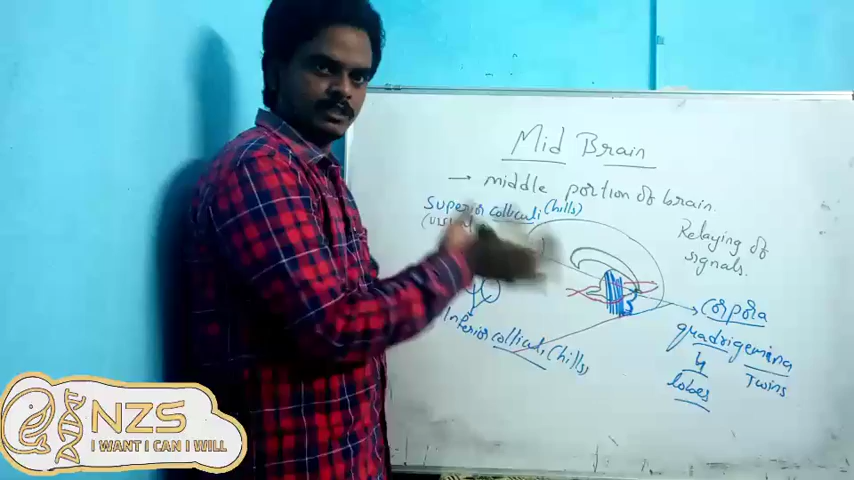 Mid Brain
→ middle portion of brain.
Superior colliculi (hills)
Relaying of
signals.
Corpora
quadrigemina
4
lobes
Twins
Inferior colliculi (hills)
NZS
I WANT I CAN I WILL